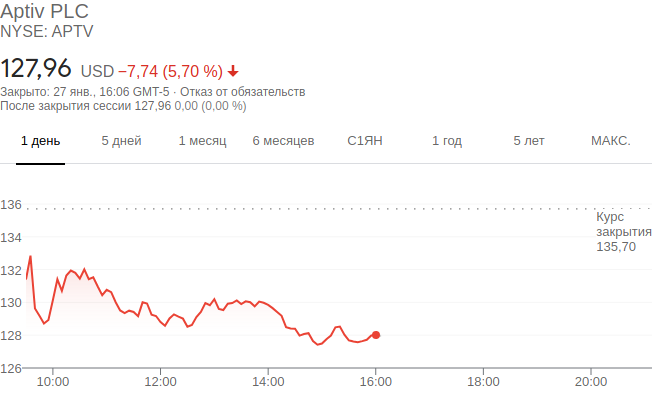 Aptiv PLC
NYSE: APTV
127,96 USD −7,74 (5,70 %)
Закрыто: 27 янв., 16:06 GMT-5 · Отказ от обязательств
После закрытия сессии 127,96 0,00 (0,00 %)
1 день 5 дней 1 месяц 6 месяцев С1ЯН 1 год 5 лет МАКС.
136
Курс
закрытия
135,70
134
132
130
128
126
10:00 12:00 14:00 16:00 18:00 20:00